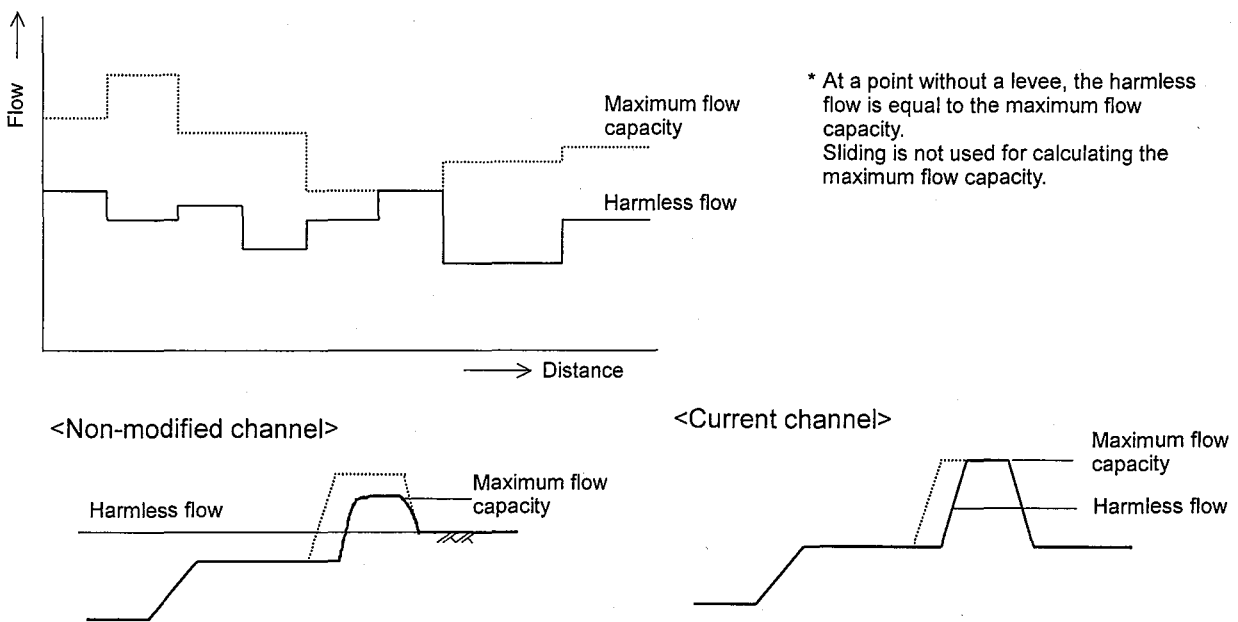 Flow
Maximum flow
capacity
Harmless flow
Distance
* At a point without a levee, the harmless
flow is equal to the maximum flow
capacity.
Sliding is not used for calculating the
maximum flow capacity.
<Non-modified channel>
Harmless flow
Maximum flow
capacity
<Current channel>
Maximum flow
capacity
Harmless flow